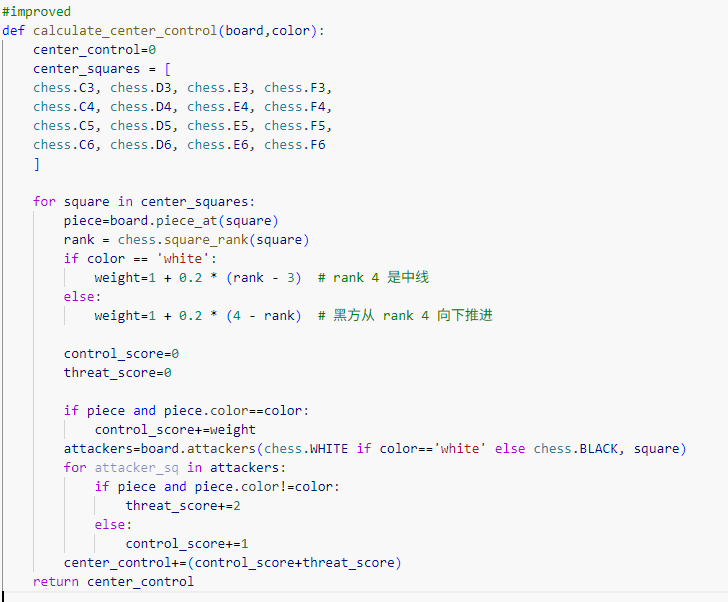 #improved
def calculate_center_control(board,color):
    center_control=0
    center_squares = [
    chess.C3, chess.D3, chess.E3, chess.F3,
    chess.C4, chess.D4, chess.E4, chess.F4,
    chess.C5, chess.D5, chess.E5, chess.F5,
    chess.C6, chess.D6, chess.E6, chess.F6
    ]
    for square in center_squares:
        piece=board.piece_at(square)
        rank = chess.square_rank(square)
        if color == 'white':
            weight=1 + 0.2 * (rank - 3)  # rank 4 是中线
        else:
            weight=1 + 0.2 * (4 - rank)  # 黑方从 rank 4 向下推进
        control_score=0
        threat_score=0
        if piece and piece.color==color:
            control_score+=weight
        attackers=board.attackers(chess.WHITE if color=='white' else chess.BLACK, square)
        for attacker_sq in attackers:
            if piece and piece.color!=color:
                threat_score+=2
            else:
                control_score+=1
        center_control+=(control_score+threat_score)
    return center_control